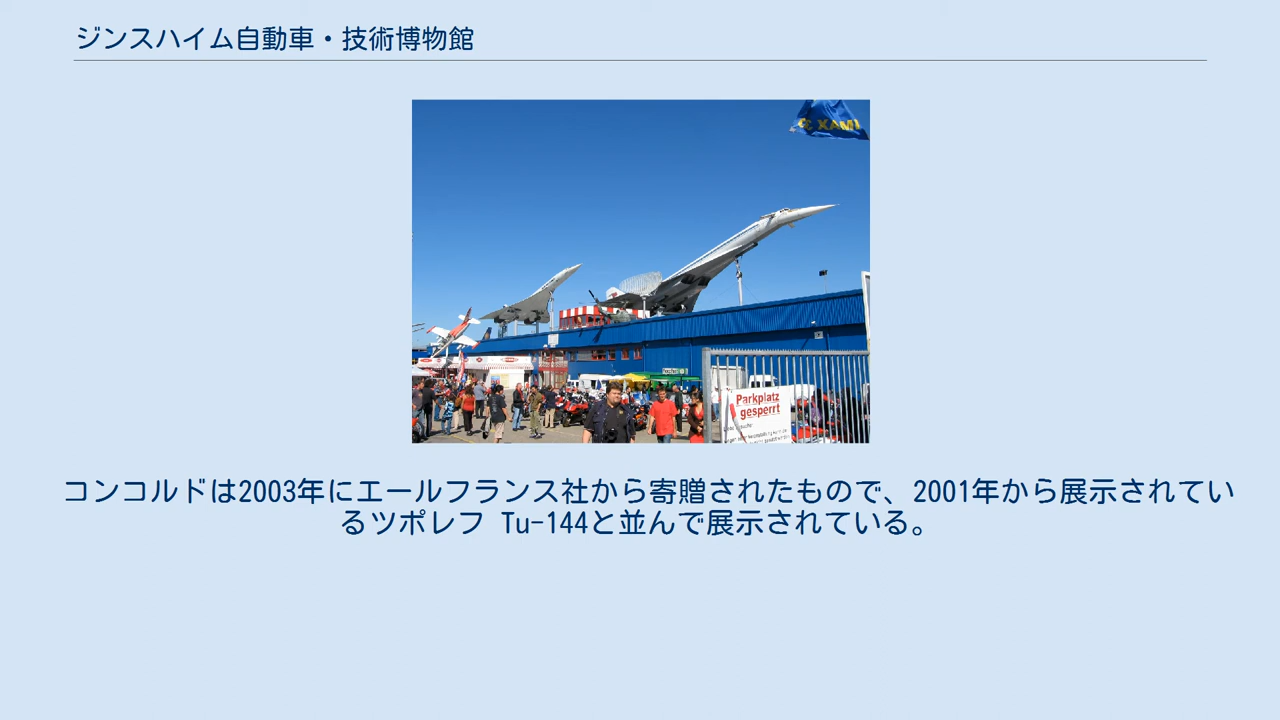 ジンスハイム自動車・技術博物館
Parkplatz
gesperrt
コンコルドは2003年にエールフランス社から寄贈されたもので、2001年から展示されてい
るツポレフ Tu-144と並んで展示されている。